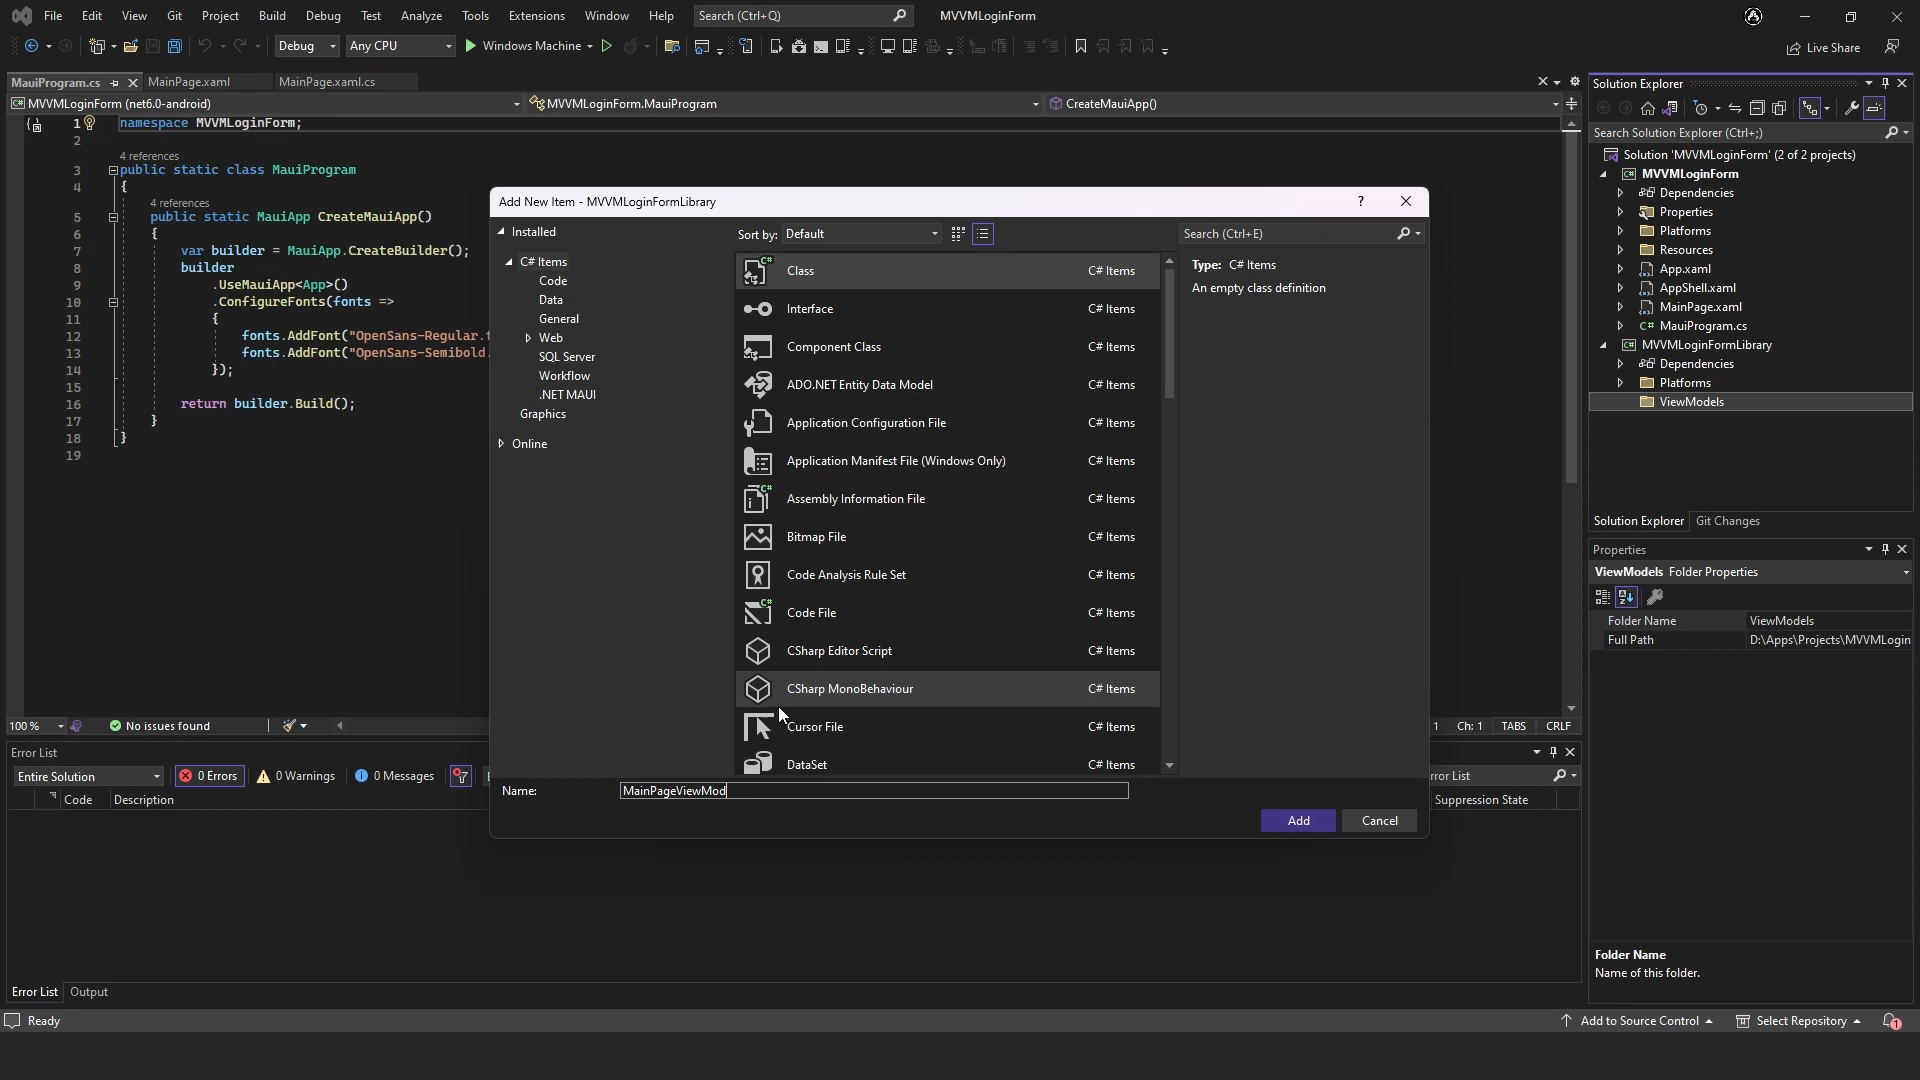 File Edit View Git Project Build Debug Test Analyze Tools Extensions Window Help Search (Ctrl+Q) MVVMLoginForm
Debug Any CPU Windows Machine Live Share
MauiProgram.cs MainPage.xaml MainPage.xaml.cs
MVVMLoginForm (net6.0-android) MVVMLoginForm.MauiProgram CreateMauiApp()
1 namespace MVVMLoginForm;
2
4 references
3 public static class MauiProgram
4 {
4 references
5 public static MauiApp CreateMauiApp()
6 {
7 var builder = MauiApp.CreateBuilder();
8 builder
9 .UseMauiApp<App>()
10 .ConfigureFonts(fonts =>
11 {
12 fonts.AddFont("OpenSans-Regular.t
13 fonts.AddFont("OpenSans-Semibold.
14 });
15
16 return builder.Build();
17 }
18 }
19
100 % No issues found
1 Ch: 1 TABS CRLF
Add New Item - MVVMLoginFormLibrary
Installed
C# Items
Code
Data
General
Web
SQL Server
Workflow
.NET MAUI
Graphics
Online
Sort by: Default
Search (Ctrl+E)
Class C# Items
Interface C# Items
Component Class C# Items
ADO.NET Entity Data Model C# Items
Application Configuration File C# Items
Application Manifest File (Windows Only) C# Items
Assembly Information File C# Items
Bitmap File C# Items
Code Analysis Rule Set C# Items
Code File C# Items
CSharp Editor Script C# Items
CSharp MonoBehaviour C# Items
Cursor File C# Items
DataSet C# Items
Type: C# Items
An empty class definition
Name: MainPageViewMod
Add Cancel
Solution Explorer
Search Solution Explorer (Ctrl+;)
Solution 'MVVMLoginForm' (2 of 2 projects)
MVVMLoginForm
Dependencies
Properties
Platforms
Resources
App.xaml
AppShell.xaml
MainPage.xaml
C# MauiProgram.cs
MVVMLoginFormLibrary
Dependencies
Platforms
ViewModels
Solution Explorer Git Changes
Properties
ViewModels Folder Properties
Folder Name ViewModels
Full Path D:\Apps\Projects\MVVMLogin
Folder Name
Name of this folder.
Error List
Entire Solution 0 Errors 0 Warnings 0 Messages
rror List
Code Description Suppression State
Error List Output
Ready Add to Source Control Select Repository 1